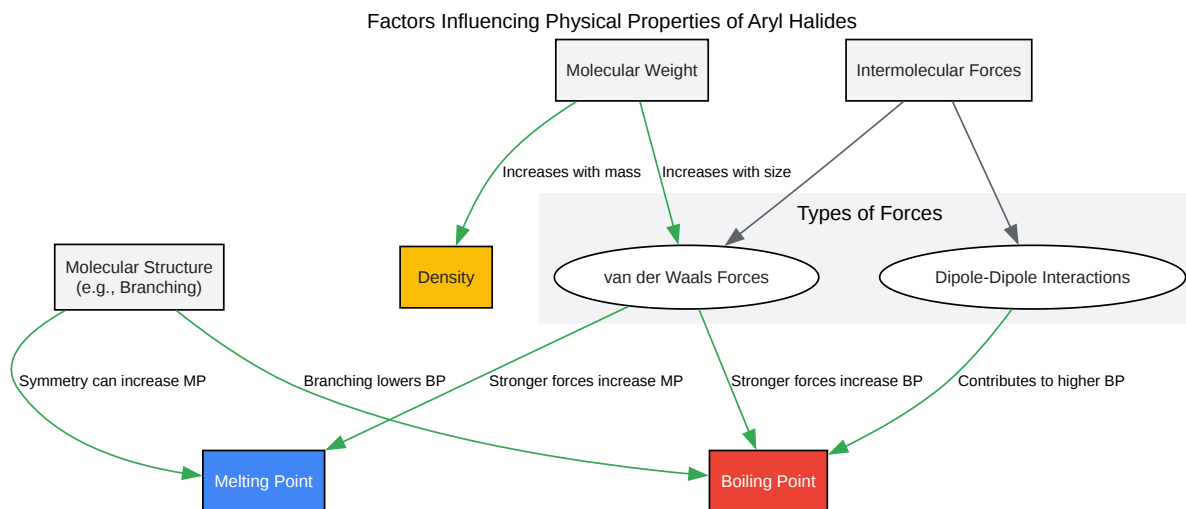 Factors Influencing Physical Properties of Aryl Halides
Molecular Weight
Intermolecular Forces
Increases with mass
Increases with size
Types of Forces
Molecular Structure
(e.g., Branching)
Density
van der Waals Forces
Dipole-Dipole Interactions
Symmetry can increase MP
Branching lowers BP
Stronger forces increase MP
Stronger forces increase BP
Contributes to higher BP
Melting Point
Boiling Point